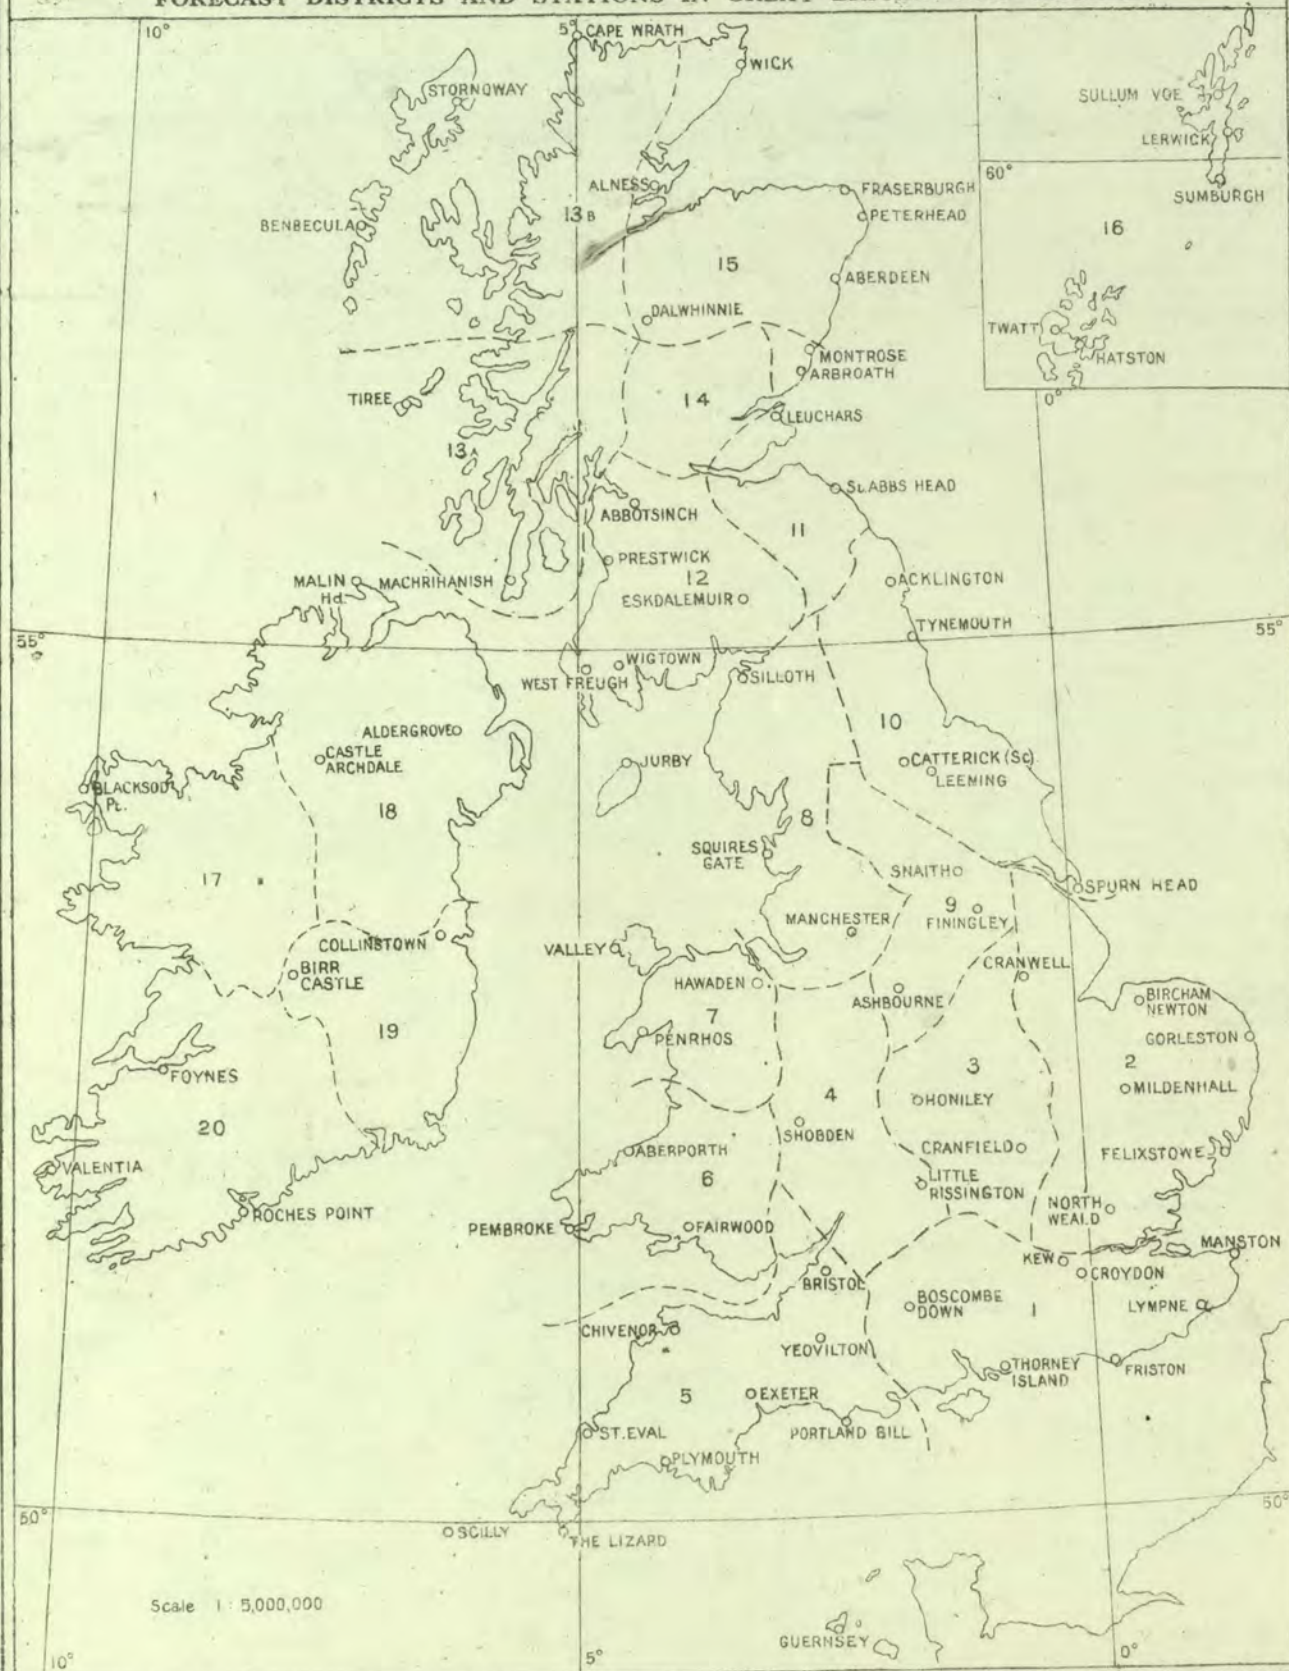 FORECAST DISTRICTS AND STATIONS IN GREAT
10°
5°
CAPE WRATH
WICK
STORNOWAY
SULLUM VOE
LERWICK
60°
SUMBURGH
ALNESS
FRASERBURGH
13B
PETERHEAD
BENBECULA
16
15
ABERDEEN
DALWHINNIE
TWATT
HATSTON
MONTROSE
ARBROATH
TIREE
14
0°
LEUCHARS
13A
St. ABBS HEAD
ABBOTSINCH
11
PRESTWICK
MALIN
Hd.
MACHRIHANISH
12
ACKLINGTON
ESKDALEMUIR
TYNEMOUTH
55°
55°
WIGTOWN
WEST FREUGH
SILLOTH
10
ALDERGROVE
CASTLE
ARCHDALE
JURBY
CATTERICK (Sc)
LEEMING
BLACKSOD
Pt.
18
8
SQUIRES
GATE
SNAITH
17
SPURN HEAD
9
FININGLEY
MANCHESTER
COLLINSTOWN
VALLEY
CRANWELL
BIRR
CASTLE
HAWADEN
ASHBOURNE
BIRCHAM
NEWTON
7
19
PENRHOS
GORLESTON
2
3
FOYNES
MILDENHALL
4
HONILEY
20
SHOBDEN
ABERPORTH
CRANFIELD
FELIXSTOWE
VALENTIA
6
LITTLE
RISSINGTON
ROCHES POINT
NORTH
WEALD
PEMBROKE
FAIRWOOD
MANSTON
KEW
CROYDON
BRISTOL
BOSCOMBE
DOWN
1
LYMPNE
CHIVENOR
YEOVILTON
THORNEY
ISLAND
FRISTON
5
EXETER
ST.EVAL
PORTLAND BILL
PLYMOUTH
50°
50°
SCILLY
THE LIZARD
Scale 1 : 5,000,000
GUERNSEY
10°
5°
0°